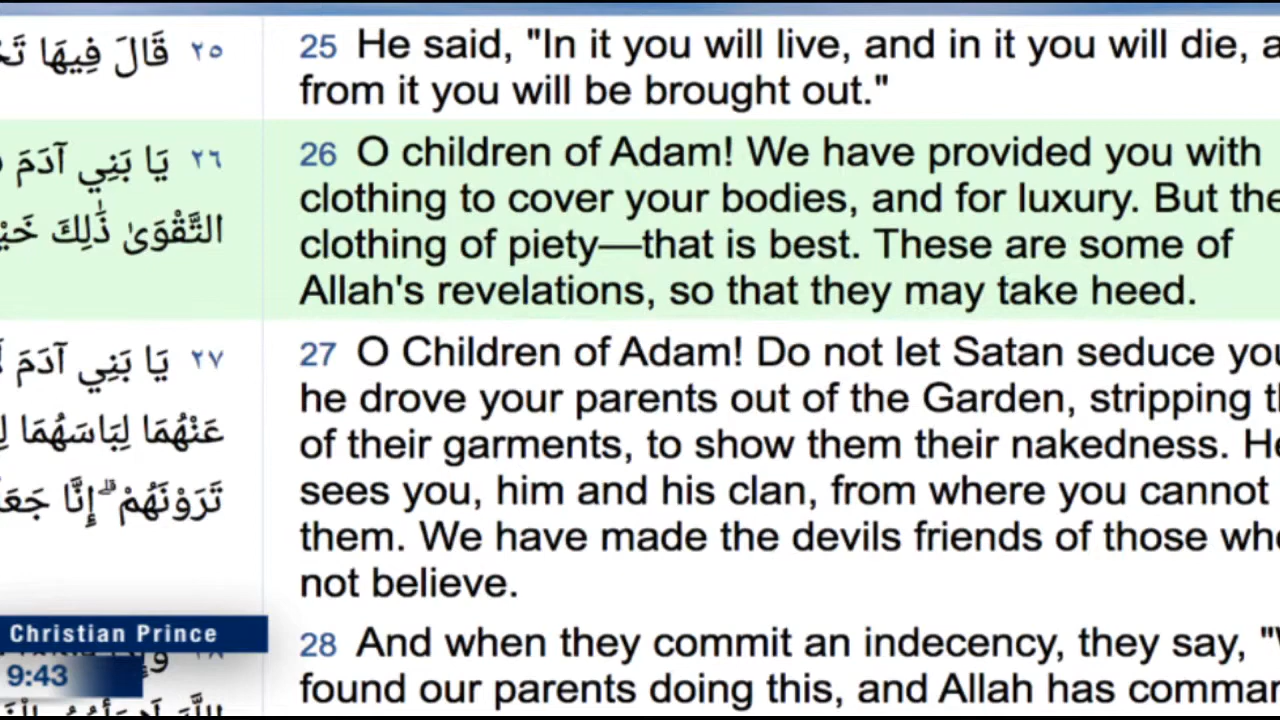 ٢٥ قَالَ فِيهَا
25 He said, "In it you will live, and in it you will die, a
from it you will be brought out."
٢٦ يَا بَنِي آدَمَ
التَّقْوَىٰ ذَٰلِكَ
26 O children of Adam! We have provided you with
clothing to cover your bodies, and for luxury. But the
clothing of piety—that is best. These are some of
Allah's revelations, so that they may take heed.
٢٧ يَا بَنِي آدَمَ
عَنْهُمَا لِبَاسَهُمَا
تَرَوْنَهُمْ ۗ إِنَّا
27 O Children of Adam! Do not let Satan seduce you
he drove your parents out of the Garden, stripping th
of their garments, to show them their nakedness. He
sees you, him and his clan, from where you cannot
them. We have made the devils friends of those who
not believe.
28 And when they commit an indecency, they say, "
found our parents doing this, and Allah has comman
Christian Prince
9:43